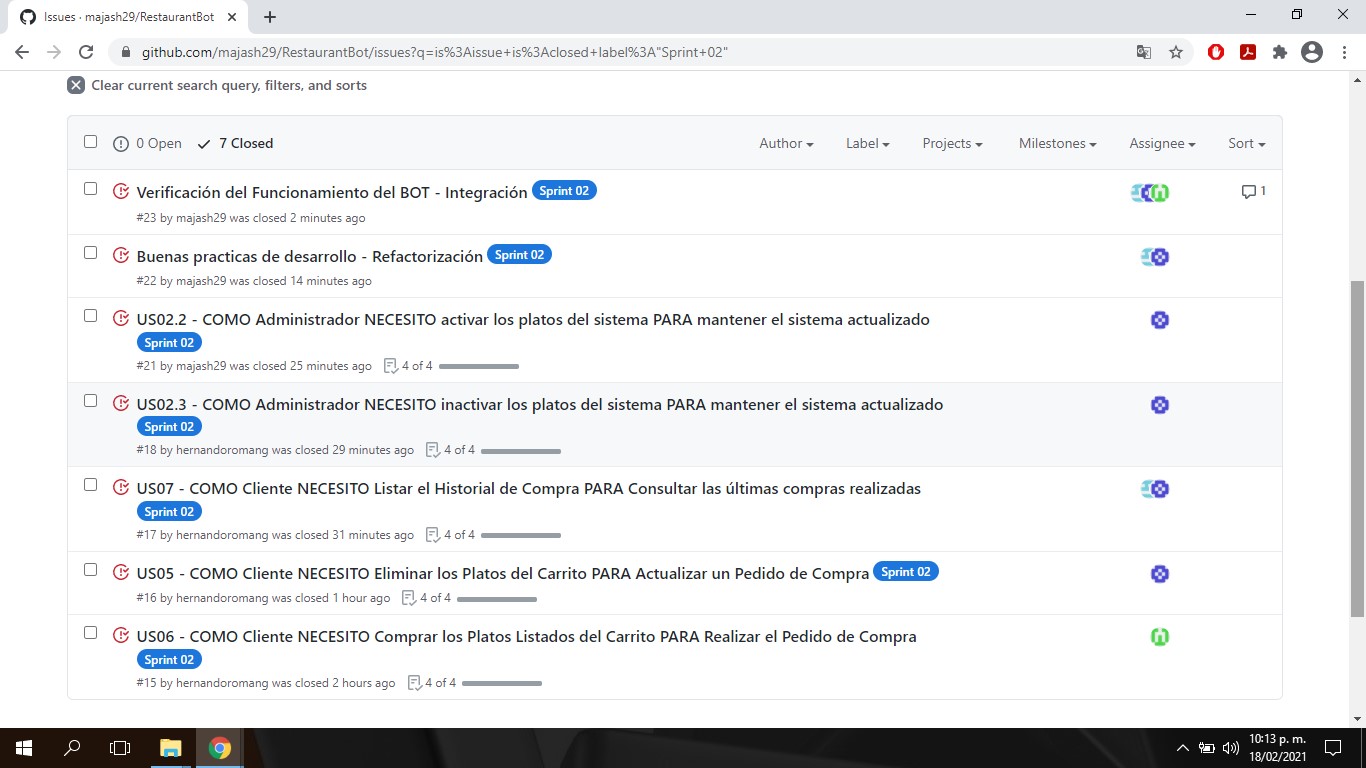 Issues · majash29/RestaurantBot
github.com/majash29/RestaurantBot/issues?q=is%3Aissue+is%3Aclosed+label%3A"Sprint 02"
Clear current search query, filters, and sorts
0 Open 7 Closed Author Label Projects Milestones Assignee Sort
Verificación del Funcionamiento del BOT - Integración Sprint 02 1
#23 by majash29 was closed 2 minutes ago
Buenas practicas de desarrollo - Refactorización Sprint 02
#22 by majash29 was closed 14 minutes ago
US02.2 - COMO Administrador NECESITO activar los platos del sistema PARA mantener el sistema actualizado
Sprint 02
#21 by majash29 was closed 25 minutes ago 4 of 4
US02.3 - COMO Administrador NECESITO inactivar los platos del sistema PARA mantener el sistema actualizado
Sprint 02
#18 by hernandoromang was closed 29 minutes ago 4 of 4
US07 - COMO Cliente NECESITO Listar el Historial de Compra PARA Consultar las últimas compras realizadas
Sprint 02
#17 by hernandoromang was closed 31 minutes ago 4 of 4
US05 - COMO Cliente NECESITO Eliminar los Platos del Carrito PARA Actualizar un Pedido de Compra Sprint 02
#16 by hernandoromang was closed 1 hour ago 4 of 4
US06 - COMO Cliente NECESITO Comprar los Platos Listados del Carrito PARA Realizar el Pedido de Compra
Sprint 02
#15 by hernandoromang was closed 2 hours ago 4 of 4
10:13 p. m.
18/02/2021